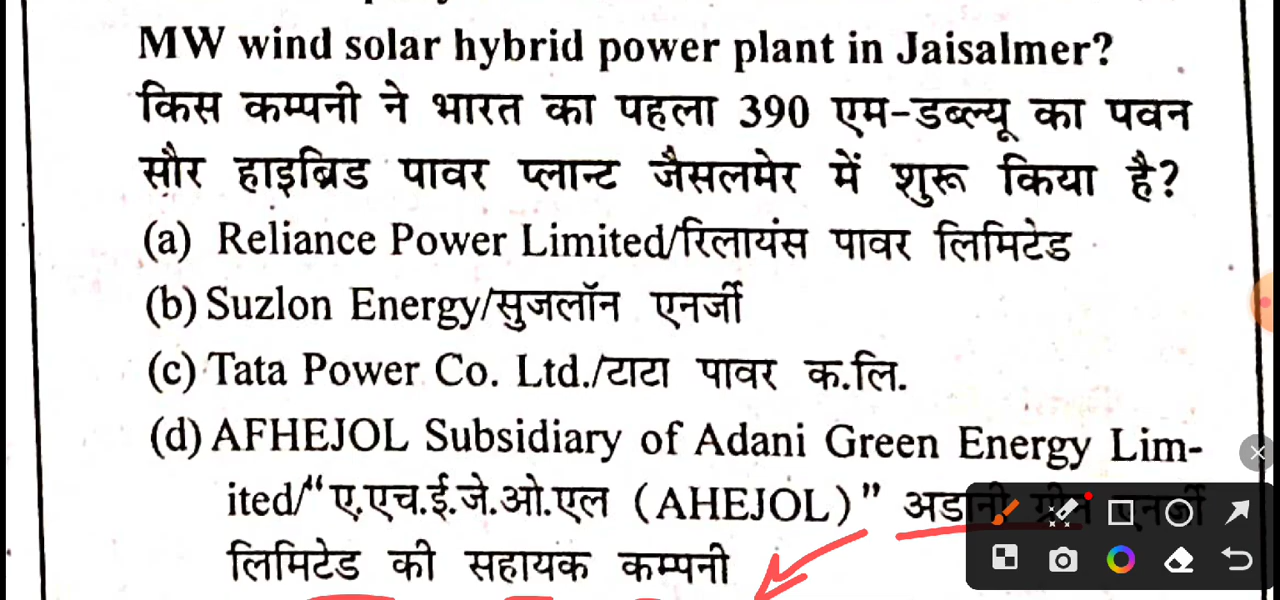 MW wind solar hybrid power plant in Jaisalmer?
किस कम्पनी ने भारत का पहला 390 एम-डब्ल्यू का पवन
सौर हाइब्रिड पावर प्लान्ट जैसलमेर में शुरू किया है?
(a) Reliance Power Limited/रिलायंस पावर लिमिटेड
(b) Suzlon Energy/सुजलॉन एनर्जी
(c) Tata Power Co. Ltd./टाटा पावर क.लि.
(d) AFHEJOL Subsidiary of Adani Green Energy Lim-
ited/“ए.एच.ई.जे.ओ.एल (AHEJOL)” अडानी ग्रीन एनर्जी
लिमिटेड की सहायक कम्पनी